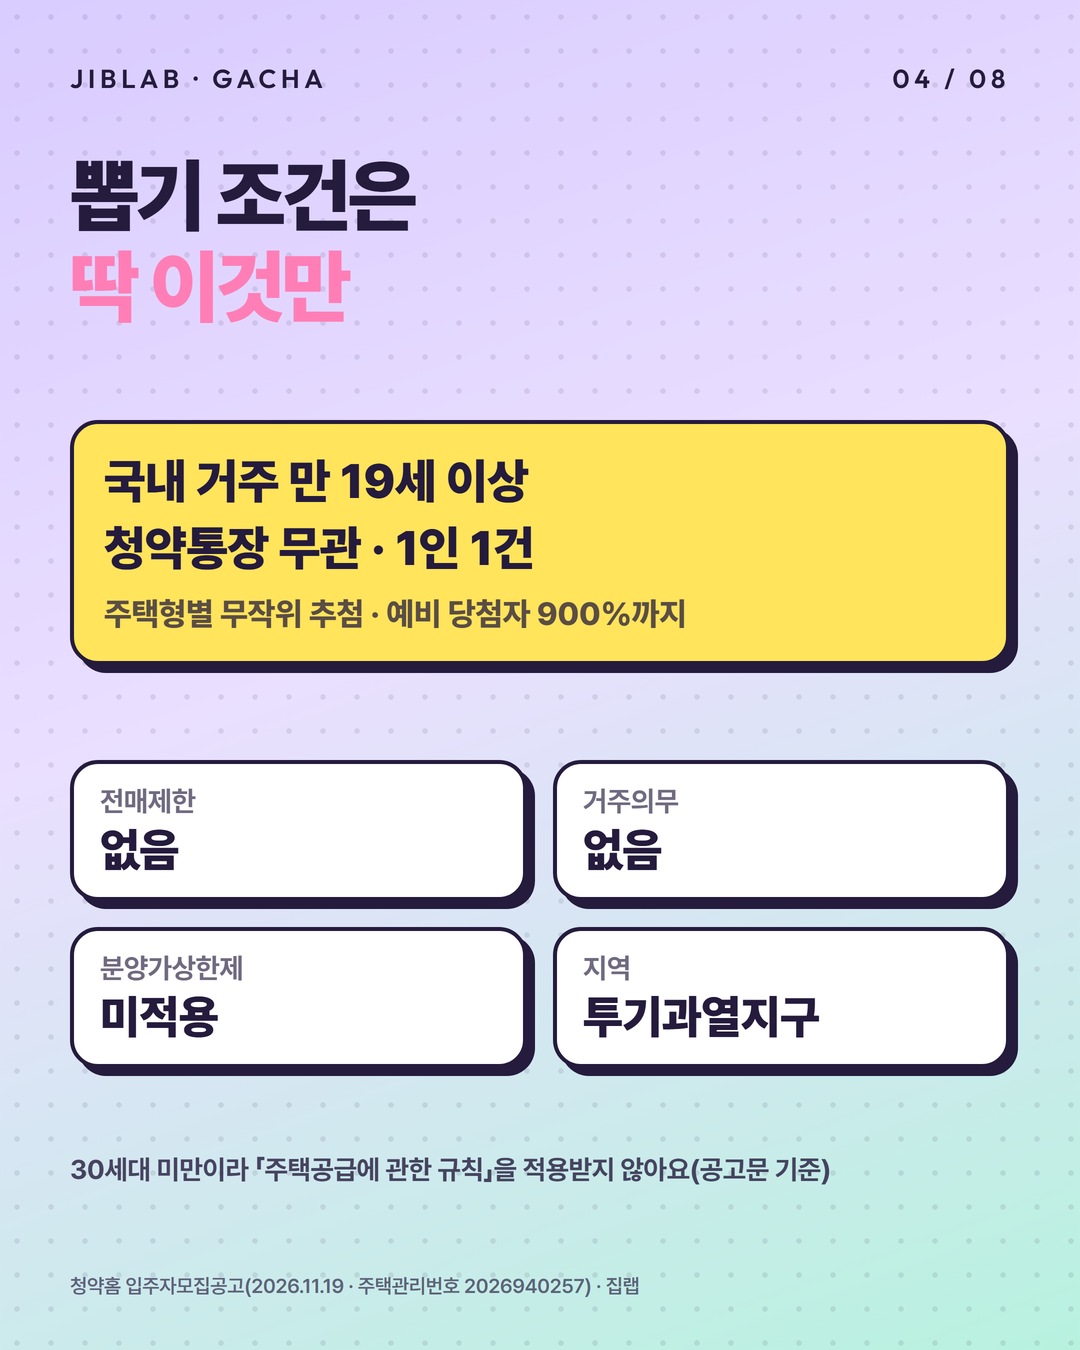 JIBLAB · GACHA
04 / 08
뽑기 조건은
딱 이것만
국내 거주 만 19세 이상
청약통장 무관 · 1인 1건
주택형별 무작위 추첨 · 예비 당첨자 900%까지
전매제한
없음
거주의무
없음
분양가상한제
미적용
지역
투기과열지구
30세대 미만이라 「주택공급에 관한 규칙」을 적용받지 않아요(공고문 기준)
청약홈 입주자모집공고(2026.11.19 · 주택관리번호 2026940257) · 집랩